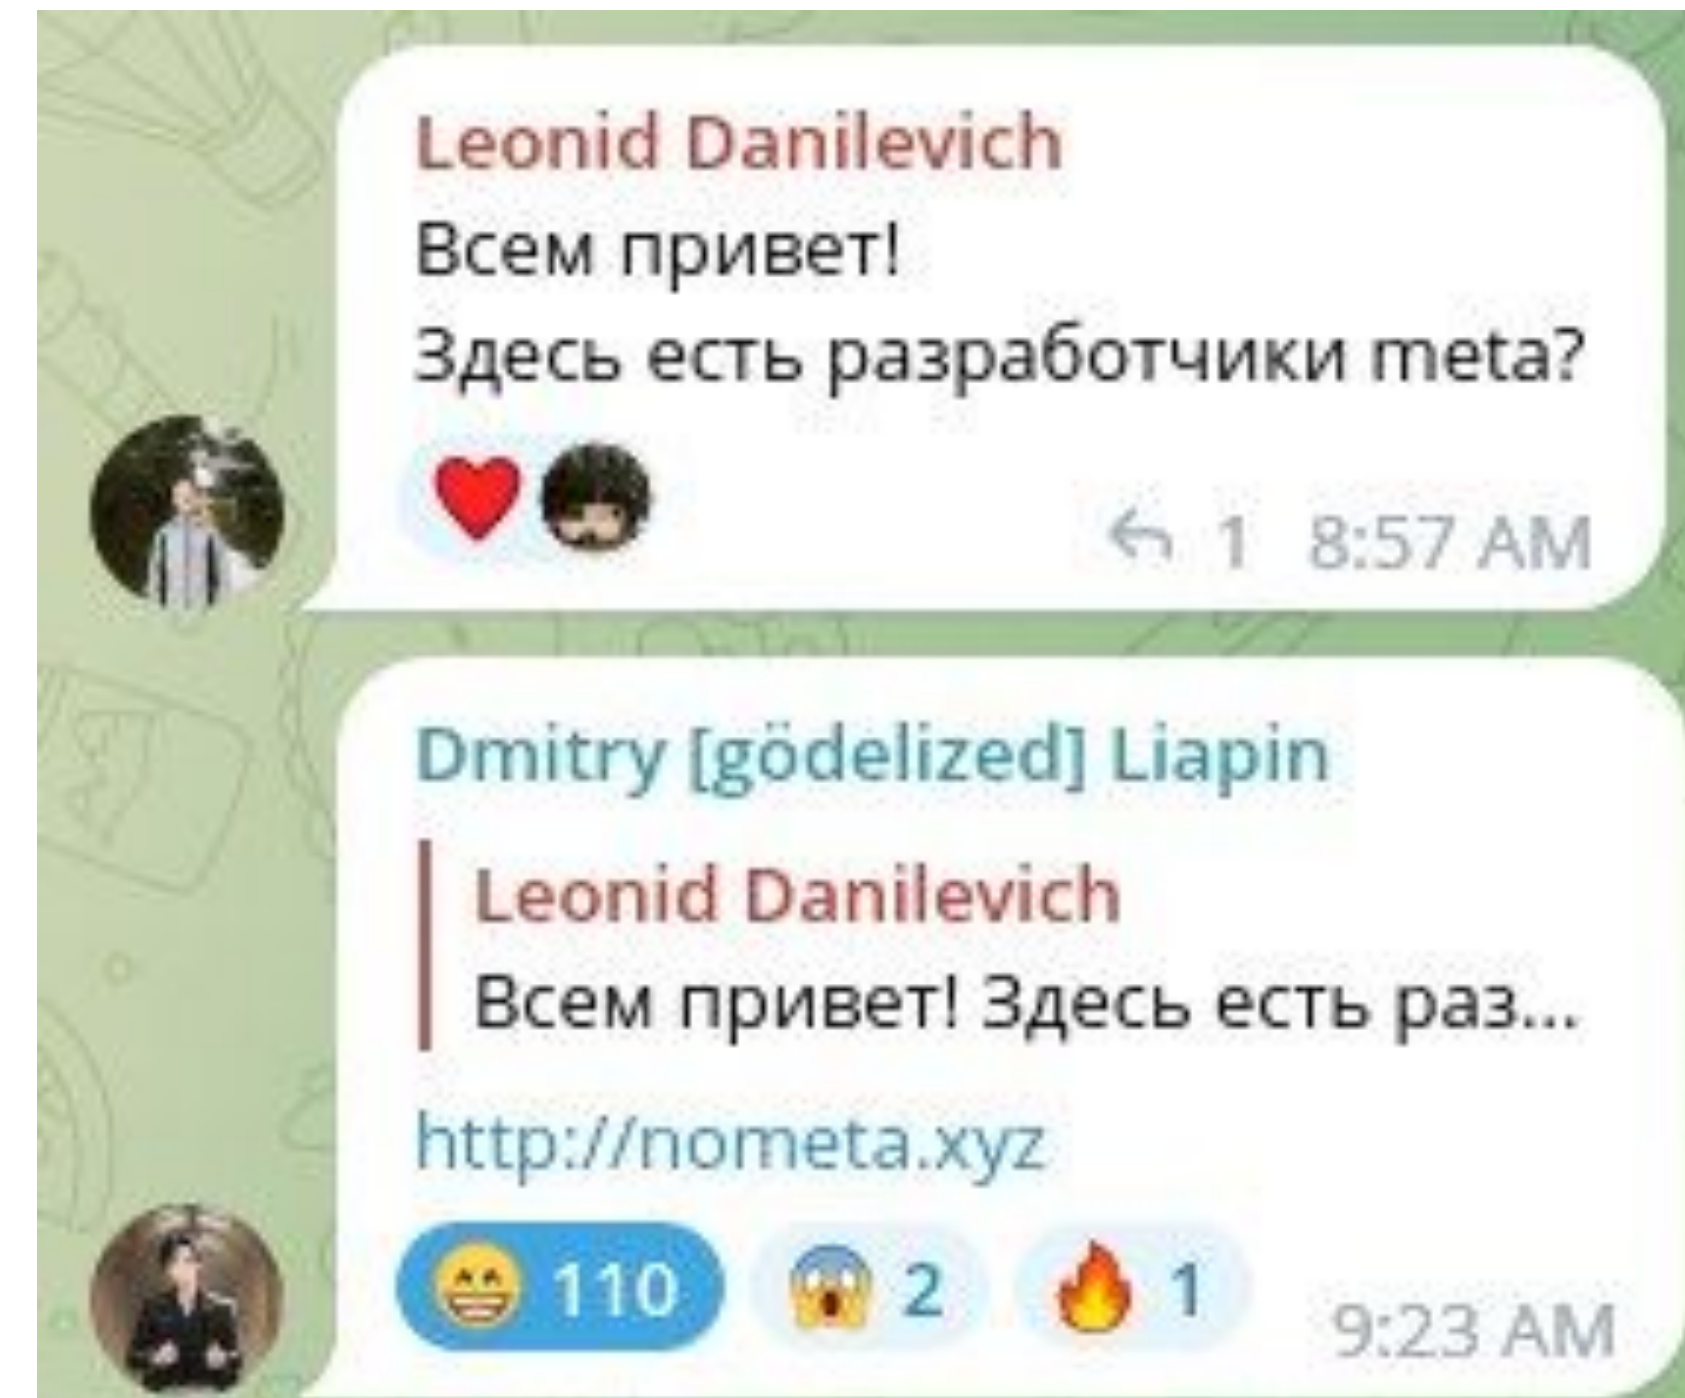 Leonid Danilevich
Всем привет!
Здесь есть разработчики meta?
1 8:57 AM
Dmitry [gödelized] Liapin
Leonid Danilevich
Всем привет! Здесь есть раз...
http://nometa.xyz
110 2 1
9:23 AM